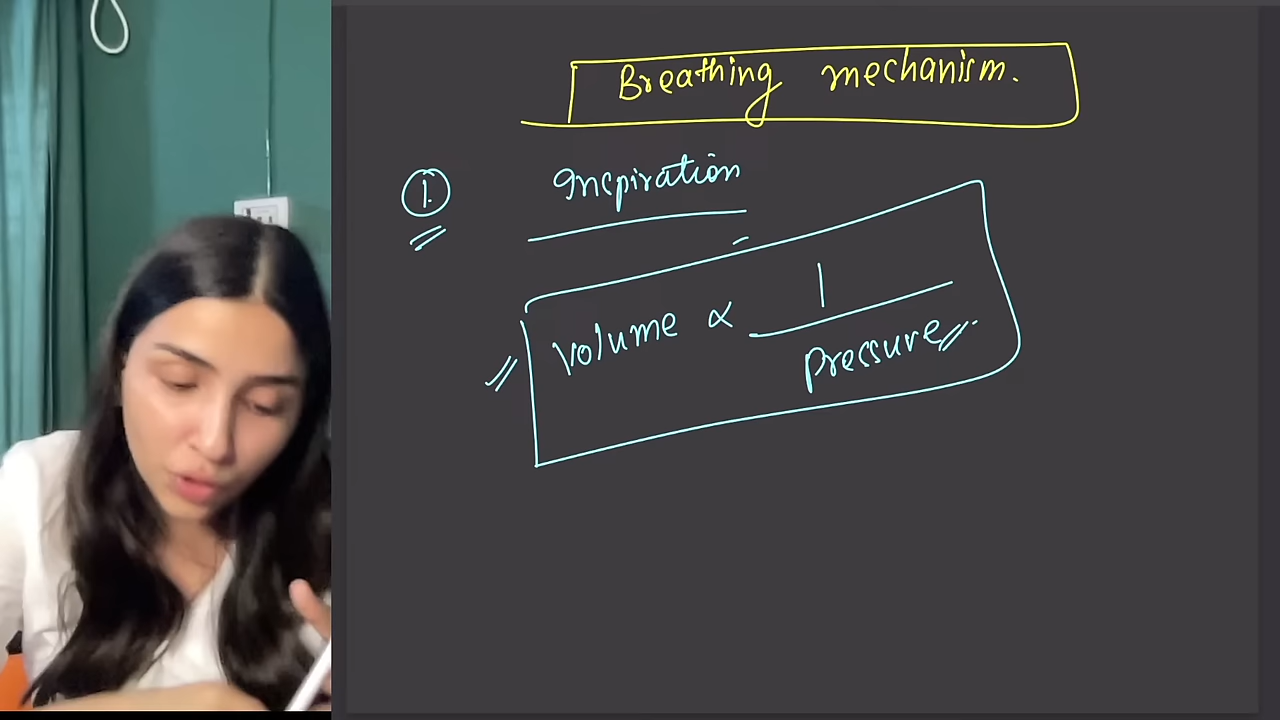 Breathing mechanism.
1. Inspiration
Volume ∝ 1
Pressure